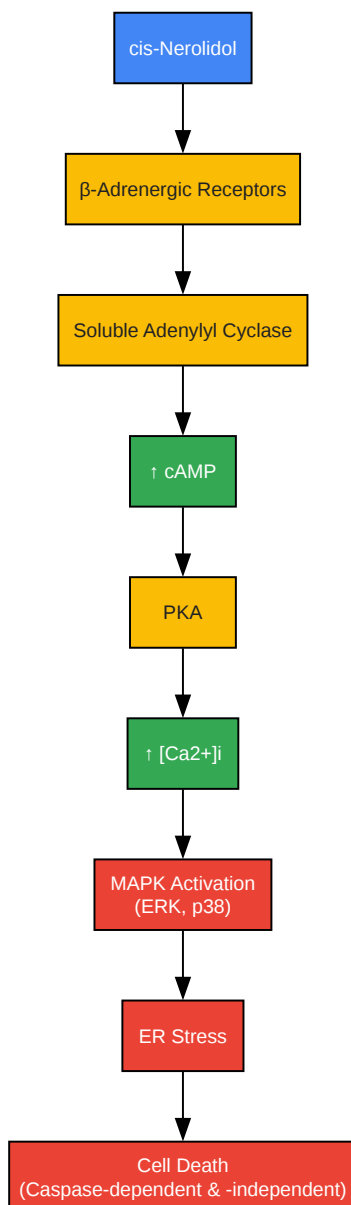 cis-Nerolidol
β-Adrenergic Receptors
Soluble Adenylyl Cyclase
↑ cAMP
PKA
↑ [Ca2+]i
MAPK Activation
(ERK, p38)
ER Stress
Cell Death
(Caspase-dependent & -independent)